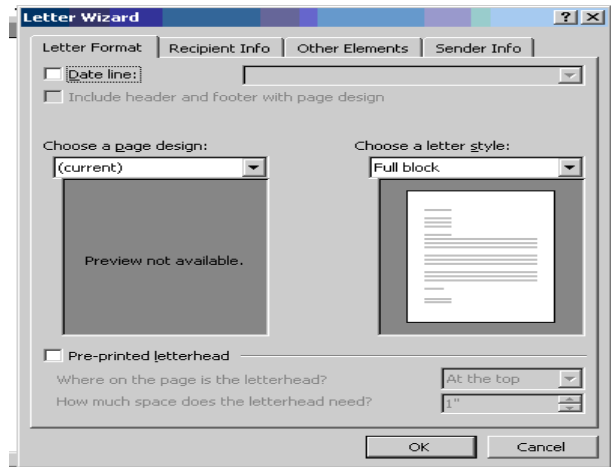 Letter Wizard
Letter Format Recipient Info Other Elements Sender Info
Date line:
Include header and footer with page design
Choose a page design: Choose a letter style:
(current) Full block
Preview not available.
Pre-printed letterhead
Where on the page is the letterhead? At the top
How much space does the letterhead need? 1"
OK Cancel